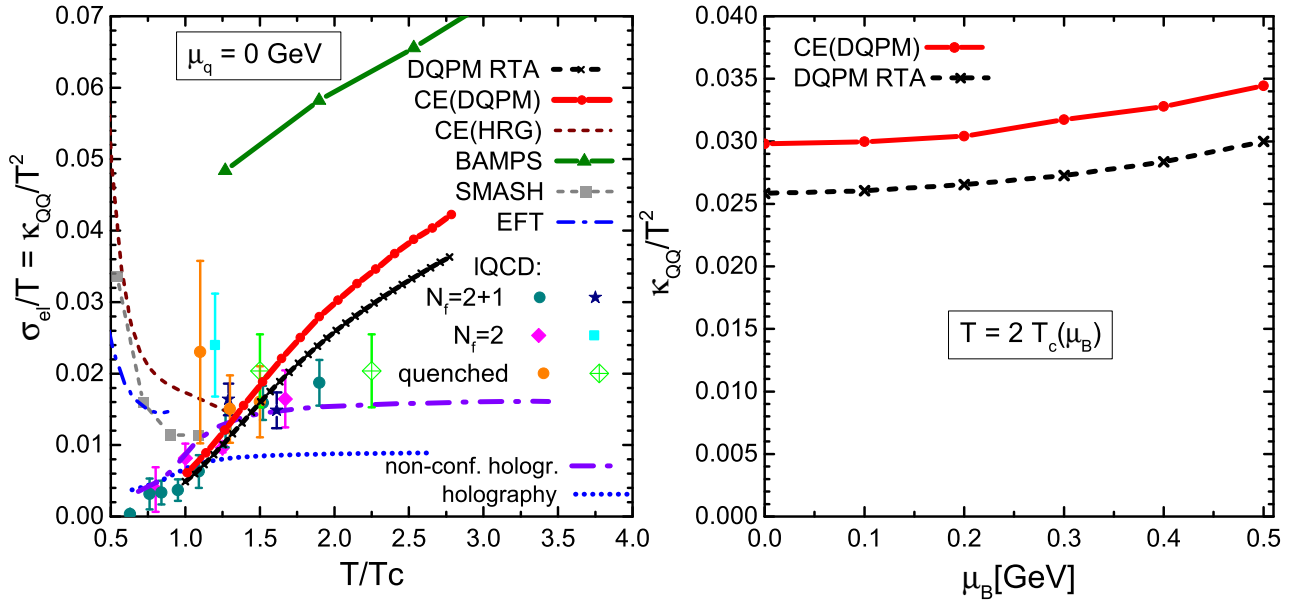 μq = 0 GeV
DQPM RTA
CE(DQPM)
CE(HRG)
BAMPS
SMASH
EFT
lQCD:
Nf=2+1
Nf=2
quenched
non-conf. hologr.
holography
σel/T = κQQ/T²
0.07
0.06
0.05
0.04
0.03
0.02
0.01
0.00
0.5
1.0
1.5
2.0
2.5
3.0
3.5
4.0
T/Tc
CE(DQPM)
DQPM RTA
T = 2 Tc(μB)
κQQ/T²
0.040
0.035
0.030
0.025
0.020
0.015
0.010
0.005
0.000
0.0
0.1
0.2
0.3
0.4
0.5
μB[GeV]